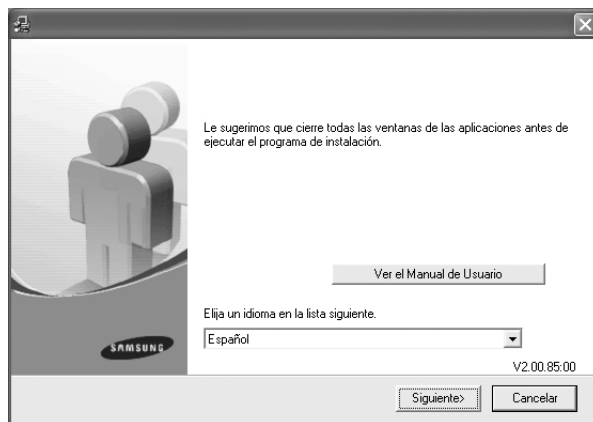 Le sugerimos que cierre todas las ventanas de las aplicaciones antes de
ejecutar el programa de instalación.
Ver el Manual de Usuario
Elija un idioma en la lista siguiente.
Español
SAMSUNG
V2.00.85:00
Siguiente>
Cancelar